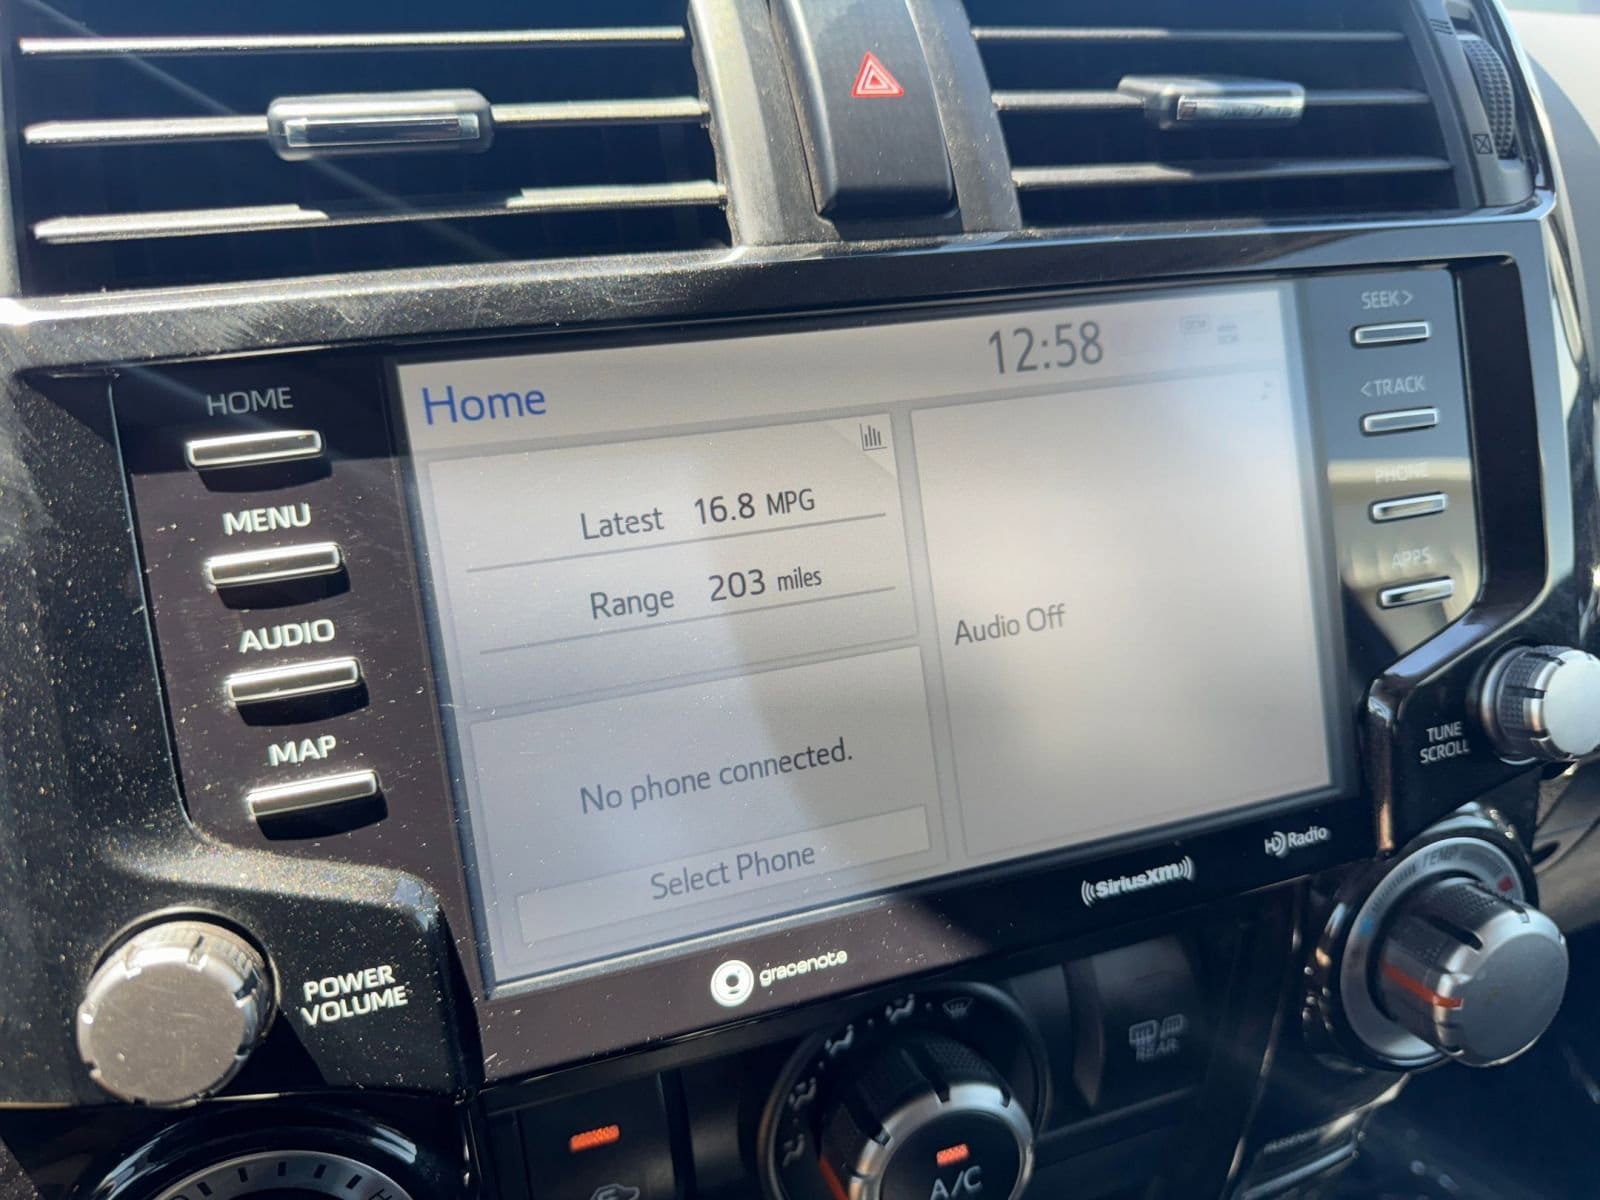 HOME
MENU
AUDIO
MAP
POWER
VOLUME
Home
12:58
Latest 16.8 MPG
Range 203 miles
No phone connected.
Select Phone
Audio Off
SEEK >
< TRACK
PHONE
APPS
TUNE
SCROLL
gracenote
SiriusXM
HD Radio
TEMP
REAR
A/C